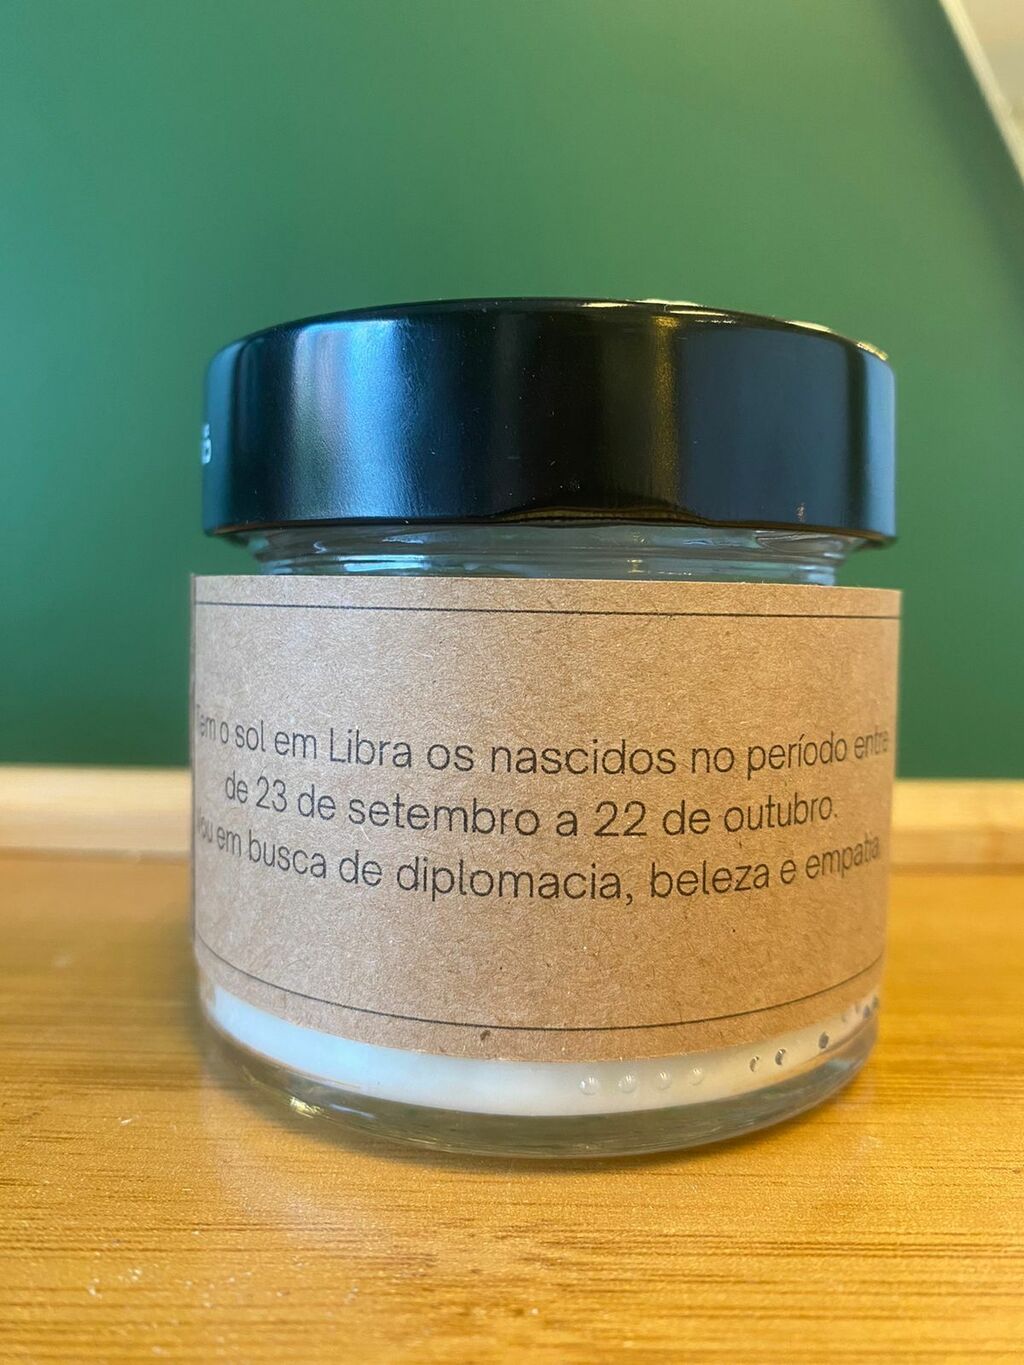 Tem o sol em Libra os nascidos no período entre
de 23 de setembro a 22 de outubro.
Vou em busca de diplomacia, beleza e empatia